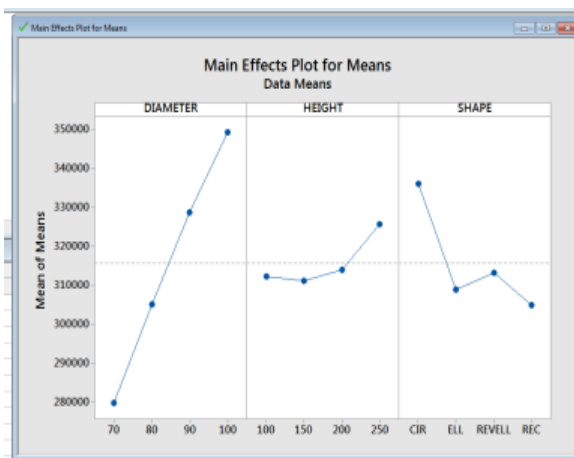 Main Effects Plot for Means
Main Effects Plot for Means
Data Means
DIAMETER HEIGHT SHAPE
350000
340000
330000
320000
310000
300000
290000
280000
Mean of Means
70 80 90 100 100 150 200 250 CIR ELL REVELL REC